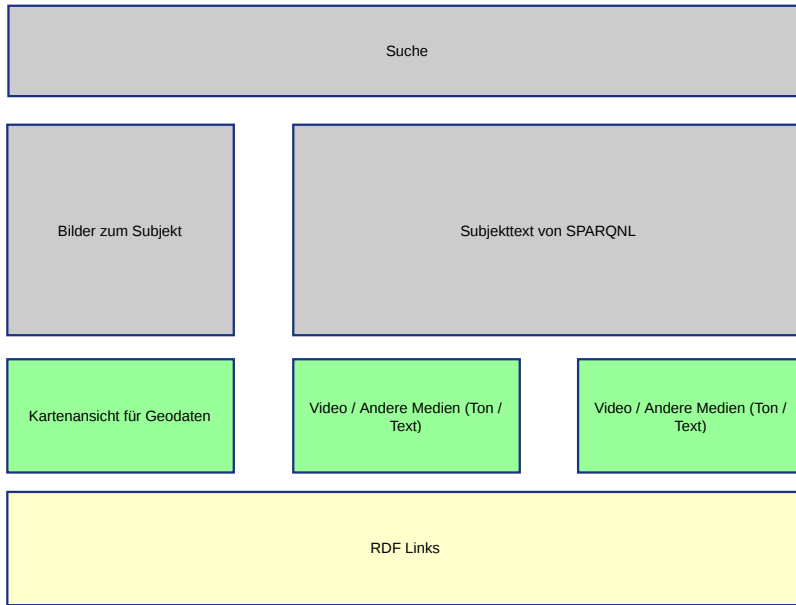 Suche
Bilder zum Subjekt
Subjekttext von SPARQNL
Kartenansicht für Geodaten
Video / Andere Medien (Ton /
Text)
Video / Andere Medien (Ton /
Text)
RDF Links